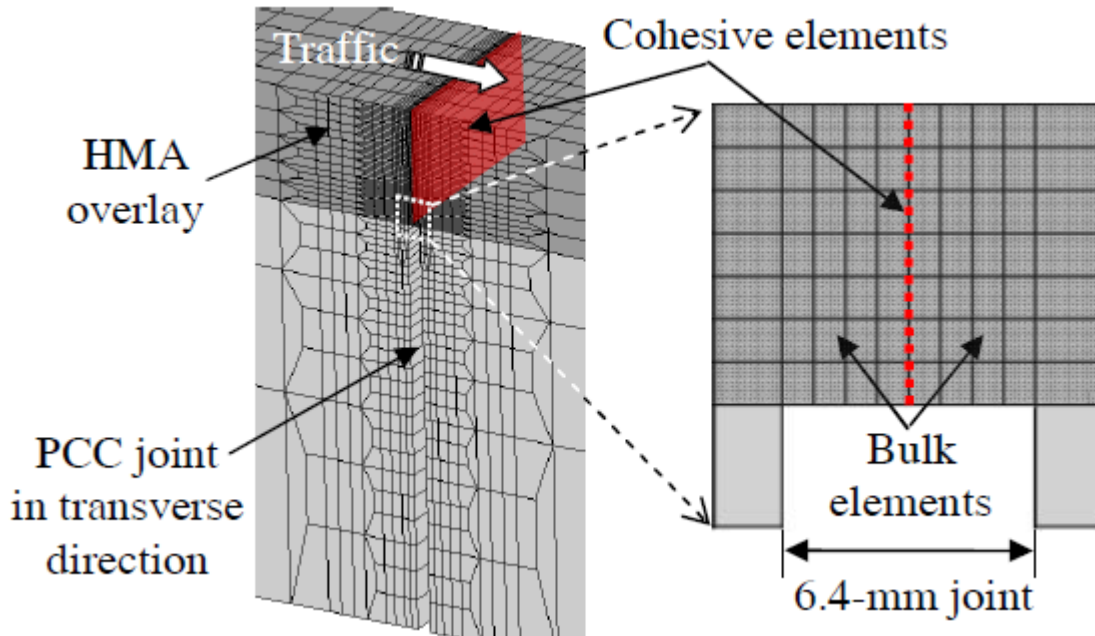 Traffic
Cohesive elements
HMA
overlay
PCC joint
in transverse
direction
Bulk
elements
6.4-mm joint